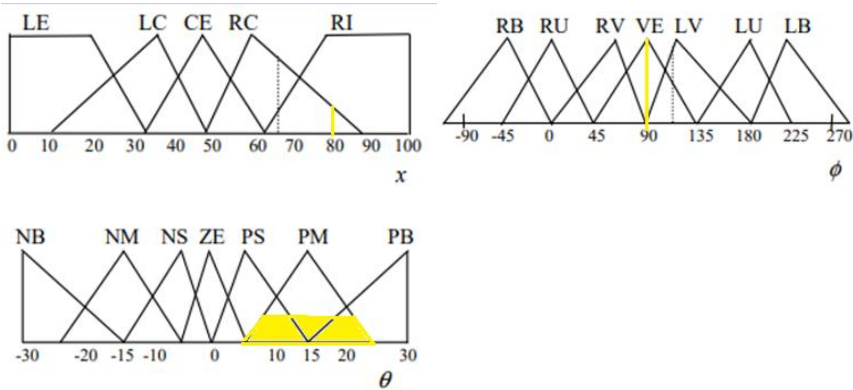 LE LC CE RC RI
0 10 20 30 40 50 60 70 80 90 100
x
RB RU RV VE LV LU LB
-90 -45 0 45 90 135 180 225 270
ϕ
NB NM NS ZE PS PM PB
-30 -20 -15 -10 0 10 15 20 30
θ